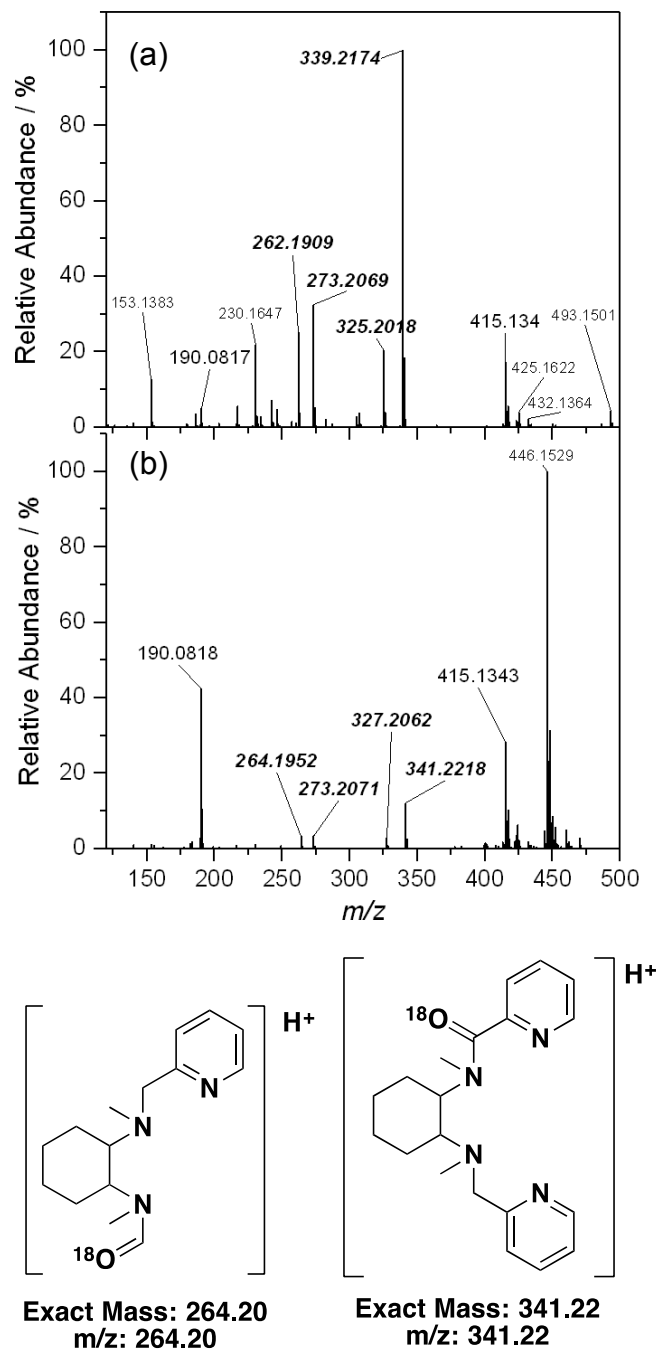 (a)
Relative Abundance / %
100
80
60
40
20
0
339.2174
262.1909
273.2069
153.1383
230.1647
190.0817
325.2018
415.134
493.1501
425.1622
432.1364
(b)
Relative Abundance / %
100
80
60
40
20
0
446.1529
190.0818
415.1343
327.2062
264.1952
273.2071
341.2218
150 200 250 300 350 400 450 500
m/z
H+
18O
N
N
N
N
H+
N
N
N
18O
Exact Mass: 264.20
m/z: 264.20
Exact Mass: 341.22
m/z: 341.22